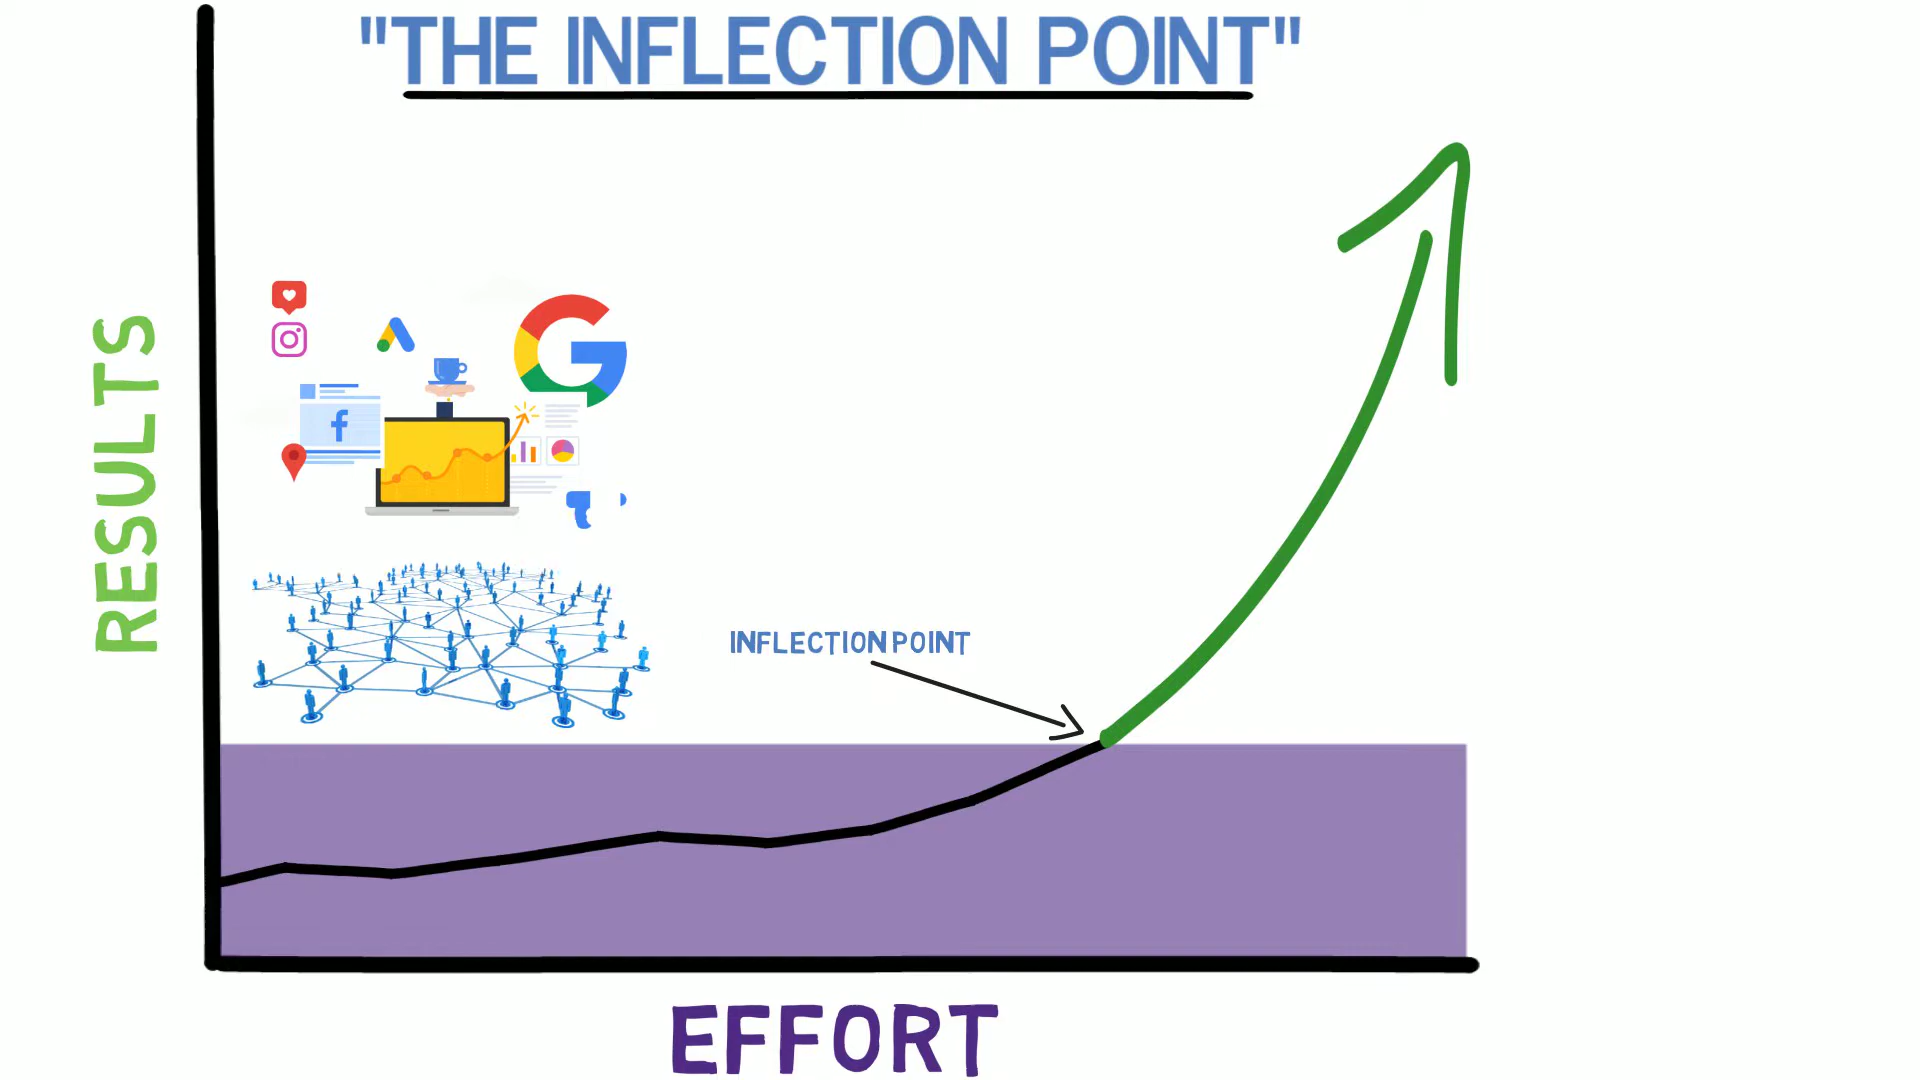 "THE INFLECTION POINT"
RESULTS
INFLECTION POINT
EFFORT